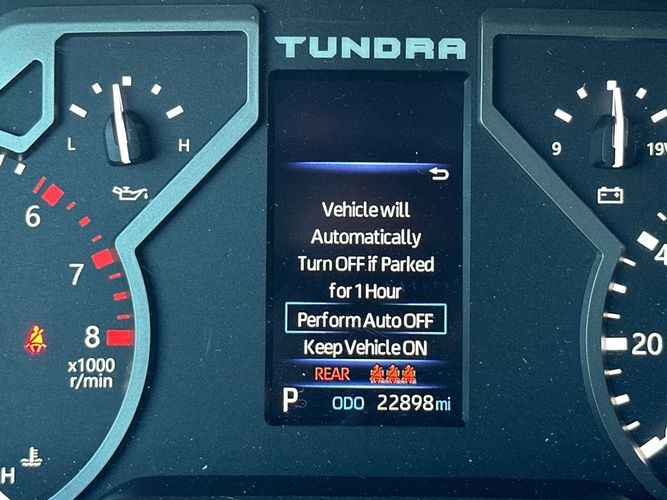 TUNDRA
L H
9 19V
Vehicle will
Automatically
Turn OFF if Parked
for 1 Hour
Perform Auto OFF
Keep Vehicle ON
REAR
P ODO 22898 mi
6
7
8
x1000
r/min
H
20